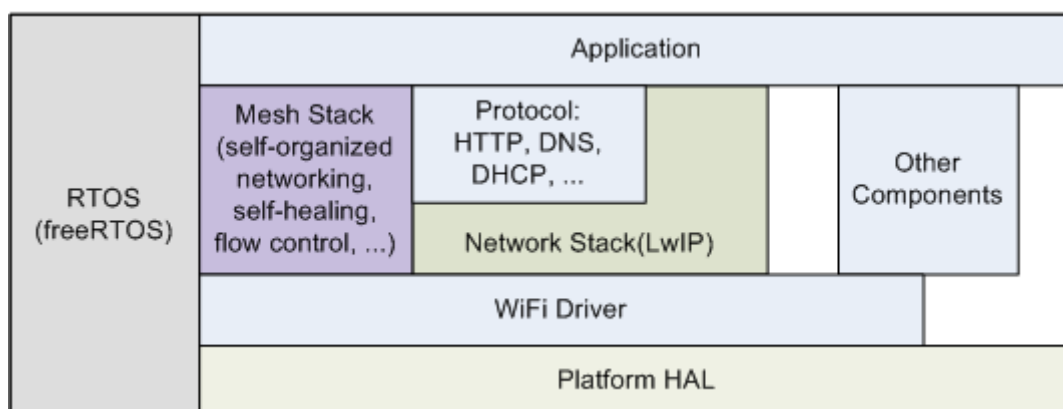 Application
RTOS
(freeRTOS)
Mesh Stack
(self-organized
networking,
self-healing,
flow control, ...)
Protocol:
HTTP, DNS,
DHCP, ...
Network Stack(LwIP)
Other
Components
WiFi Driver
Platform HAL